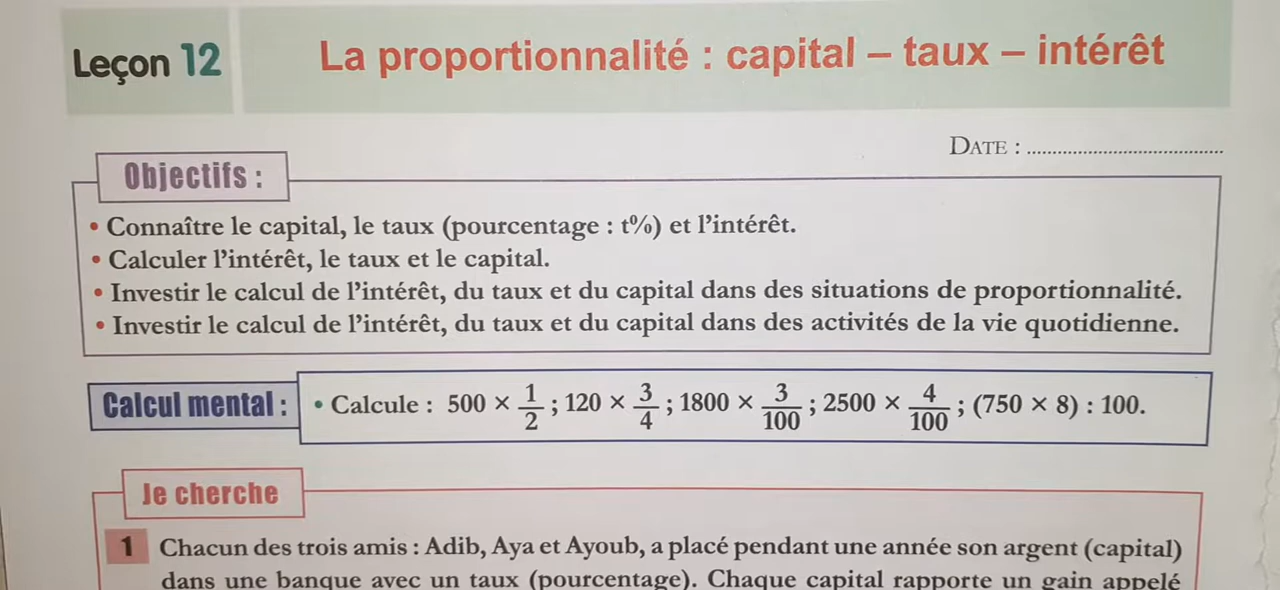 Leçon 12
La proportionnalité : capital – taux – intérêt
DATE : ........................................
Objectifs :
• Connaître le capital, le taux (pourcentage : t%) et l'intérêt.
• Calculer l'intérêt, le taux et le capital.
• Investir le calcul de l'intérêt, du taux et du capital dans des situations de proportionnalité.
• Investir le calcul de l'intérêt, du taux et du capital dans des activités de la vie quotidienne.
Calcul mental :
• Calcule : 500 × 1/2 ; 120 × 3/4 ; 1800 × 3/100 ; 2500 × 4/100 ; (750 × 8) : 100.
Je cherche
1 Chacun des trois amis : Adib, Aya et Ayoub, a placé pendant une année son argent (capital)
dans une banque avec un taux (pourcentage). Chaque capital rapporte un gain appelé